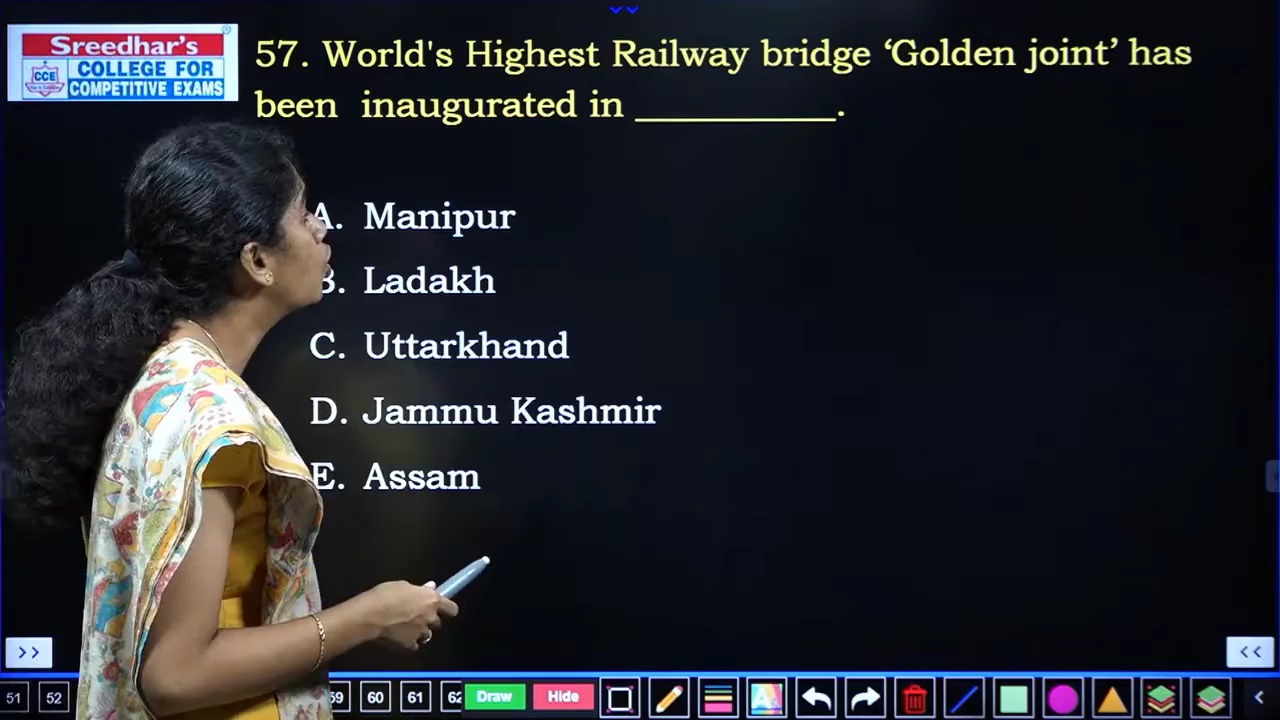 Sreedhar's
CCE
COLLEGE FOR
COMPETITIVE EXAMS
57. World's Highest Railway bridge ‘Golden joint’ has
been inaugurated in __________.
A. Manipur
B. Ladakh
C. Uttarkhand
D. Jammu Kashmir
E. Assam
>> <<
51 52 59 60 61 62 Draw Hide A <